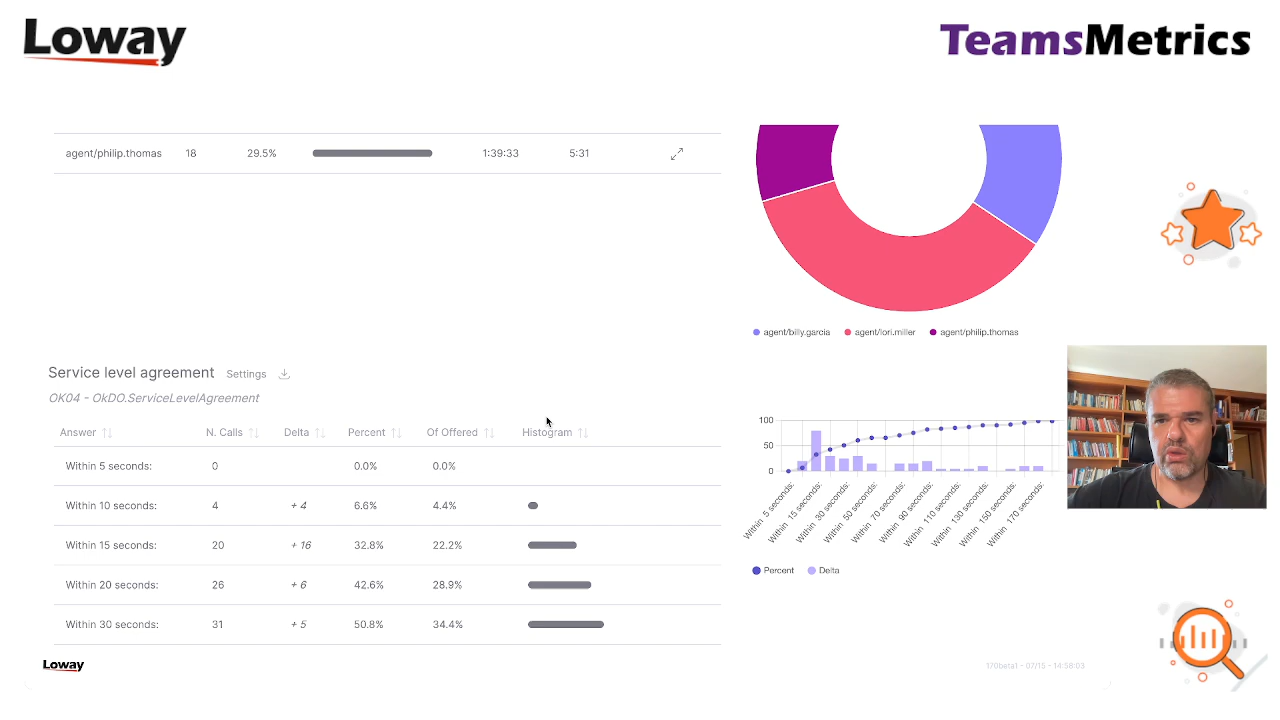 Loway
TeamsMetrics
agent/philip.thomas 18 29.5% 1:39:33 5:31
agent/billy.garcia agent/lori.miller agent/philip.thomas
Service level agreement Settings
OK04 - OkDO.ServiceLevelAgreement
Answer N. Calls Delta Percent Of Offered Histogram
Within 5 seconds: 0 0.0% 0.0%
Within 10 seconds: 4 + 4 6.6% 4.4%
Within 15 seconds: 20 + 16 32.8% 22.2%
Within 20 seconds: 26 + 6 42.6% 28.9%
Within 30 seconds: 31 + 5 50.8% 34.4%
100
50
0
Within 5 seconds:
Within 15 seconds:
Within 30 seconds:
Within 50 seconds:
Within 70 seconds:
Within 90 seconds:
Within 110 seconds:
Within 130 seconds:
Within 150 seconds:
Within 170 seconds:
Percent Delta
Loway
170beta1 - 07/15 - 14:58:03